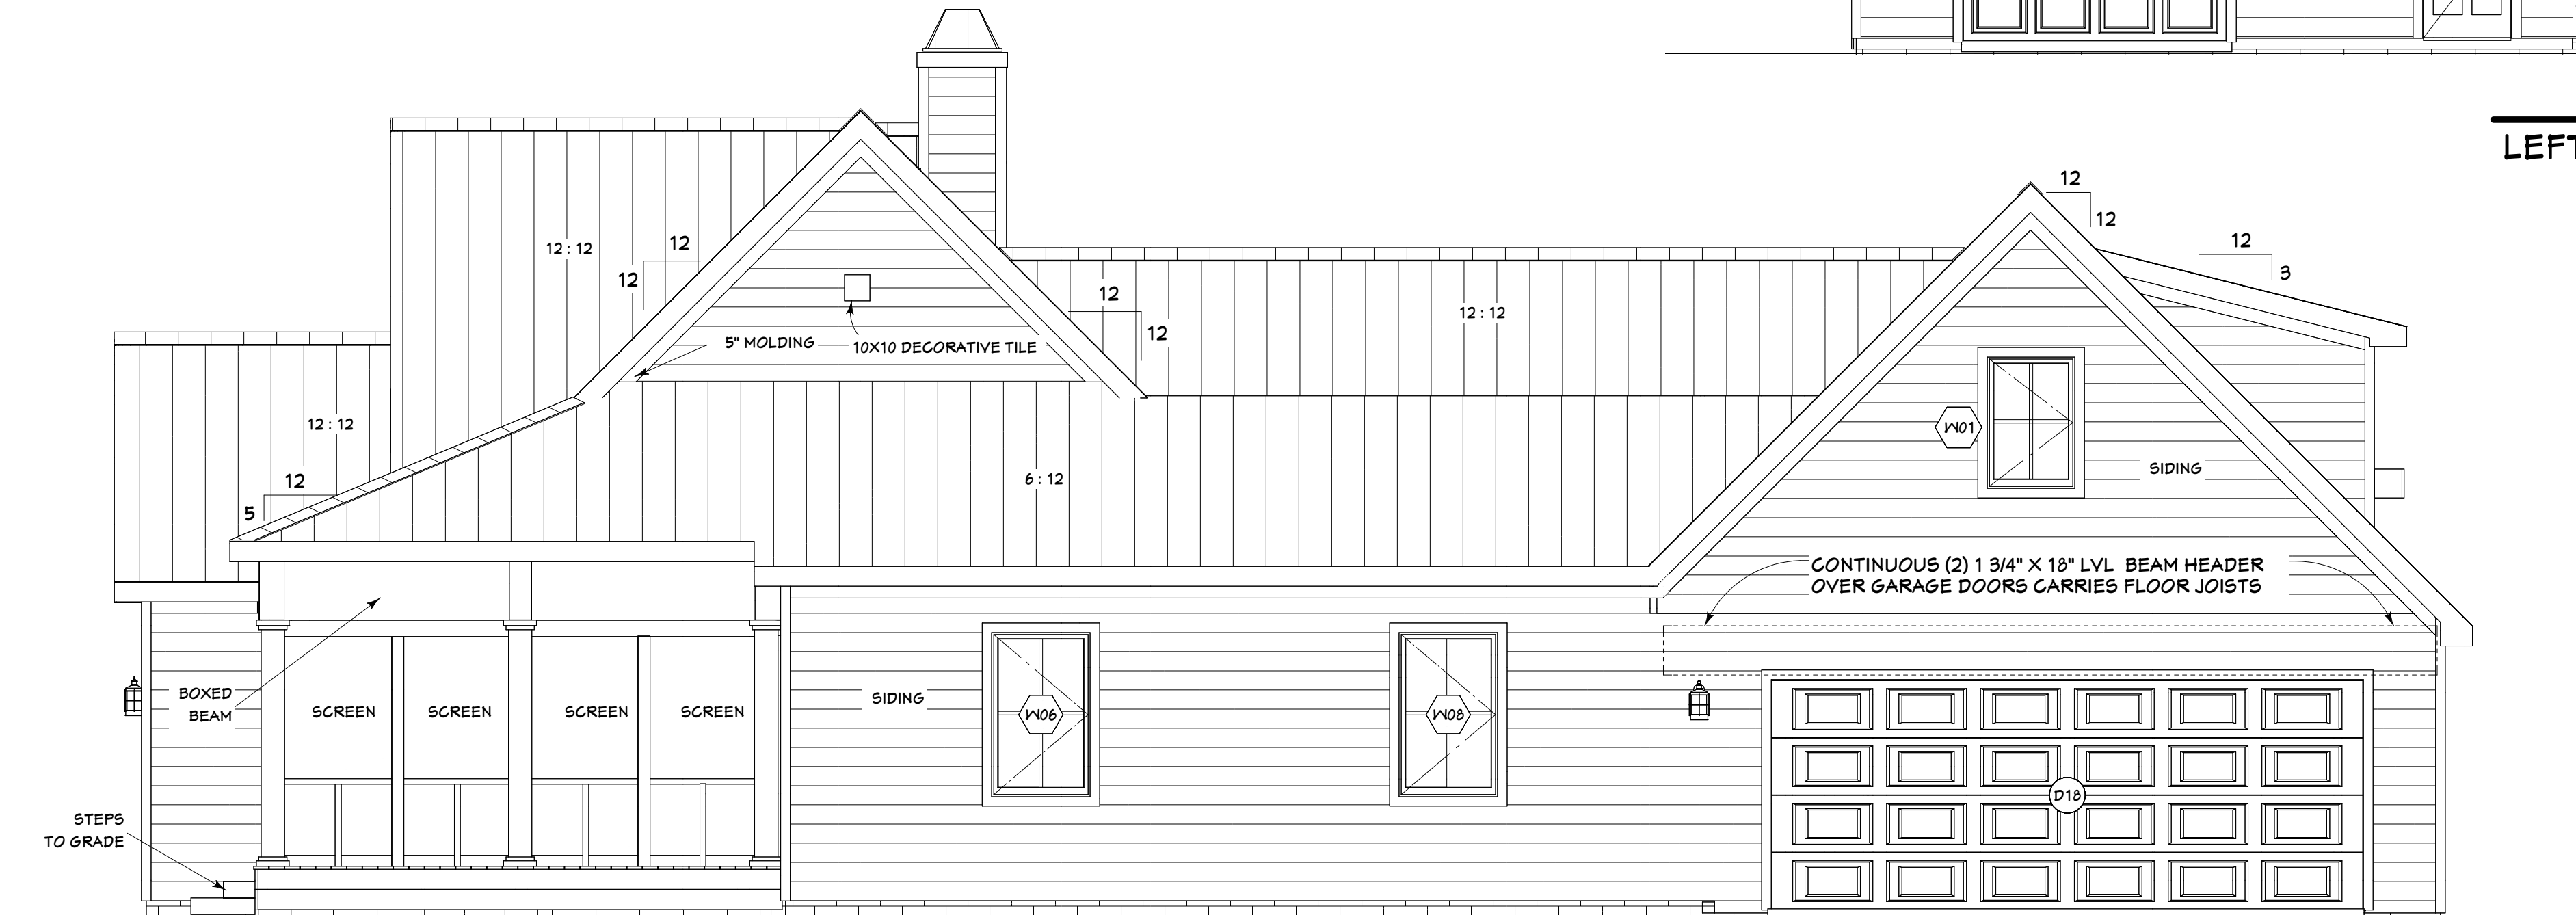 LEFT
12
12
12
3
12 : 12
12
12
12
12
12 : 12
5" MOLDING
10X10 DECORATIVE TILE
12 : 12
12
5
6 : 12
W01
SIDING
CONTINUOUS (2) 1 3/4" X 18" LVL BEAM HEADER
OVER GARAGE DOORS CARRIES FLOOR JOISTS
BOXED
BEAM
SCREEN
SCREEN
SCREEN
SCREEN
SIDING
W06
W08
D18
STEPS
TO GRADE